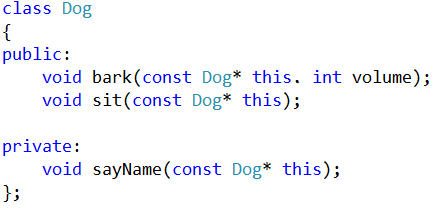 class Dog
{
public:
    void bark(const Dog* this. int volume);
    void sit(const Dog* this);

private:
    void sayName(const Dog* this);
};